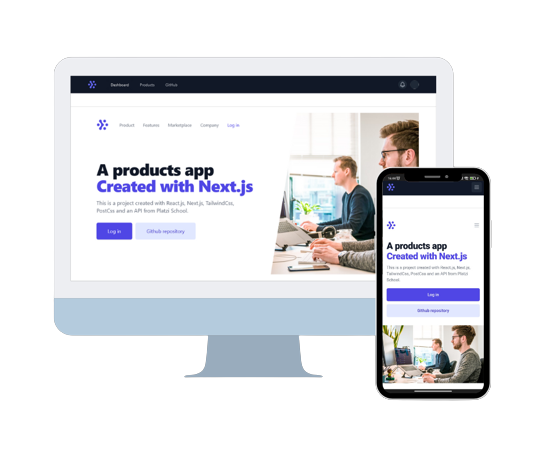 Dashboard Products GitHub
Product Features Marketplace Company Log in
A products app
Created with Next.js
This is a project created with React.js, Next.js, TailwindCss,
PostCss and an API from Platzi School.
Log in Github repository
A products app
Created with Next.js
This is a project created with React.js, Next.js,
TailwindCss, PostCss and an API from Platzi
School.
Log in
Github repository